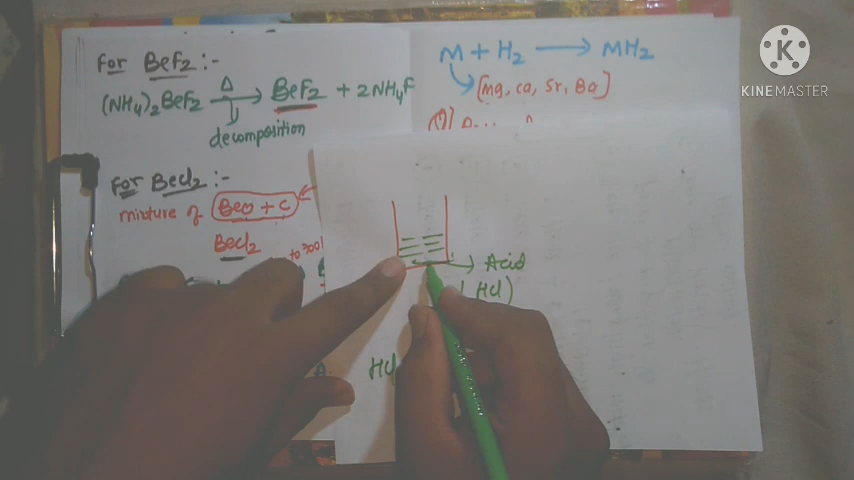 For BeF2 :-
(NH4)2BeF2 Δ → BeF2 + 2NH4F
decomposition
For Becl2 :-
mixture of BeO + C
Becl2
M + H2 → MH2
[Mg, Ca, Sr, Ba]
→ Acid
Hcl)
Hcl
K
KINEMASTER